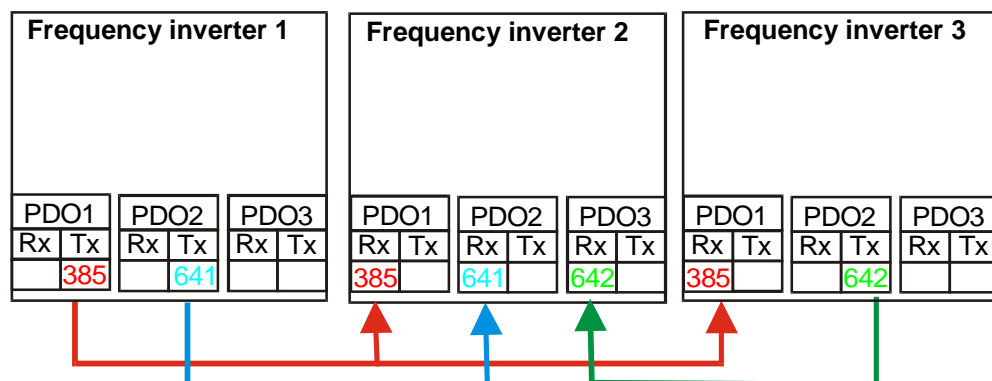 Frequency inverter 1 Frequency inverter 2 Frequency inverter 3
PDO1 PDO2 PDO3 PDO1 PDO2 PDO3 PDO1 PDO2 PDO3
Rx Tx Rx Tx Rx Tx Rx Tx Rx Tx Rx Tx Rx Tx Rx Tx Rx Tx
385 641 385 641 642 385 642